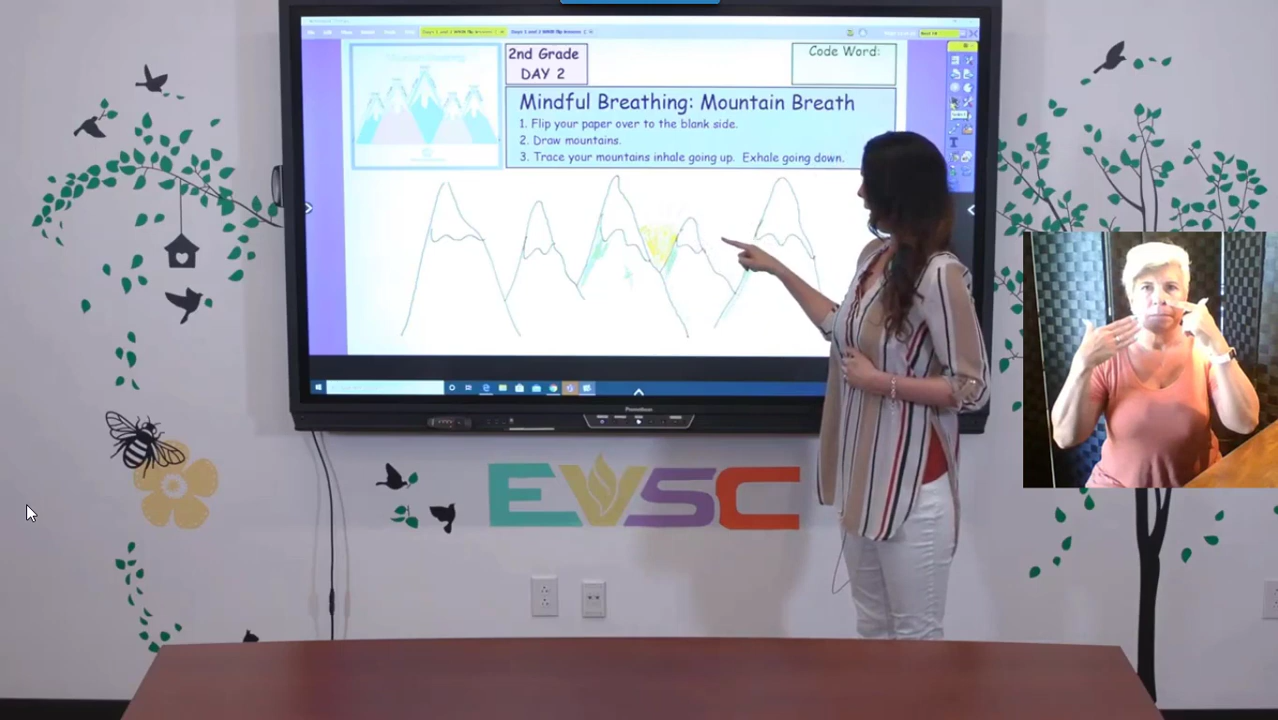 2nd Grade
DAY 2
Code Word:
Mindful Breathing: Mountain Breath
1. Flip your paper over to the blank side.
2. Draw mountains.
3. Trace your mountains inhale going up. Exhale going down.
Promethean
EVSC